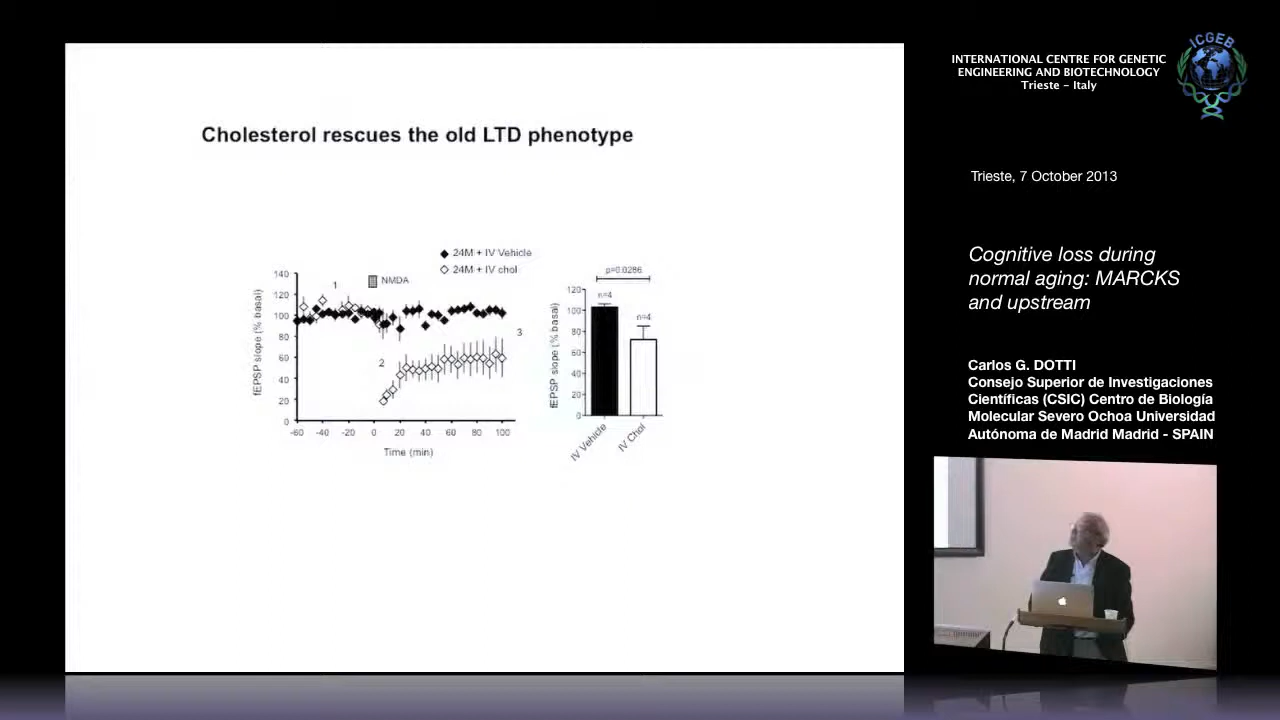 Cholesterol rescues the old LTD phenotype
24M + IV Vehicle
24M + IV chol
NMDA
140
120
100
80
60
40
20
0
fEPSP slope (% basal)
1
2
3
-60 -40 -20 0 20 40 60 80 100
Time (min)
p=0.0286
n=4
n=4
120
100
80
60
40
20
0
fEPSP slope (% basal)
IV Vehicle
IV Chol
INTERNATIONAL CENTRE FOR GENETIC
ENGINEERING AND BIOTECHNOLOGY
Trieste – Italy
ICGEB
Trieste, 7 October 2013
Cognitive loss during
normal aging: MARCKS
and upstream
Carlos G. DOTTI
Consejo Superior de Investigaciones
Científicas (CSIC) Centro de Biología
Molecular Severo Ochoa Universidad
Autónoma de Madrid Madrid - SPAIN